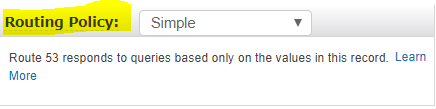 Routing Policy: Simple
Route 53 responds to queries based only on the values in this record. Learn
More